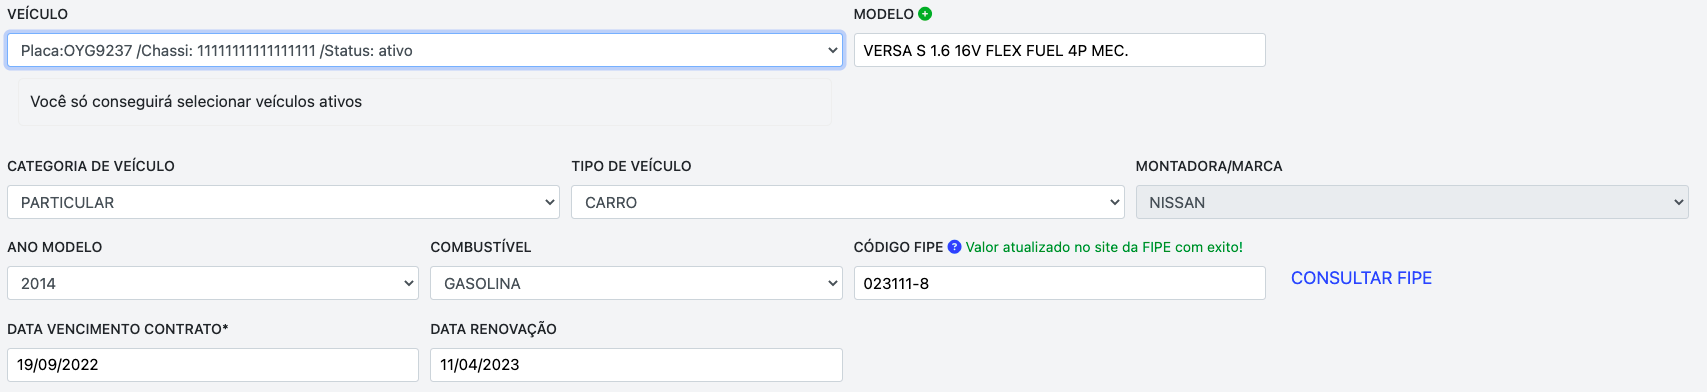 VEÍCULO
MODELO
Placa:OYG9237 /Chassi: 11111111111111111 /Status: ativo
VERSA S 1.6 16V FLEX FUEL 4P MEC.
Você só conseguirá selecionar veículos ativos
CATEGORIA DE VEÍCULO
TIPO DE VEÍCULO
MONTADORA/MARCA
PARTICULAR
CARRO
NISSAN
ANO MODELO
COMBUSTÍVEL
CÓDIGO FIPE ? Valor atualizado no site da FIPE com exito!
2014
GASOLINA
023111-8
CONSULTAR FIPE
DATA VENCIMENTO CONTRATO*
DATA RENOVAÇÃO
19/09/2022
11/04/2023